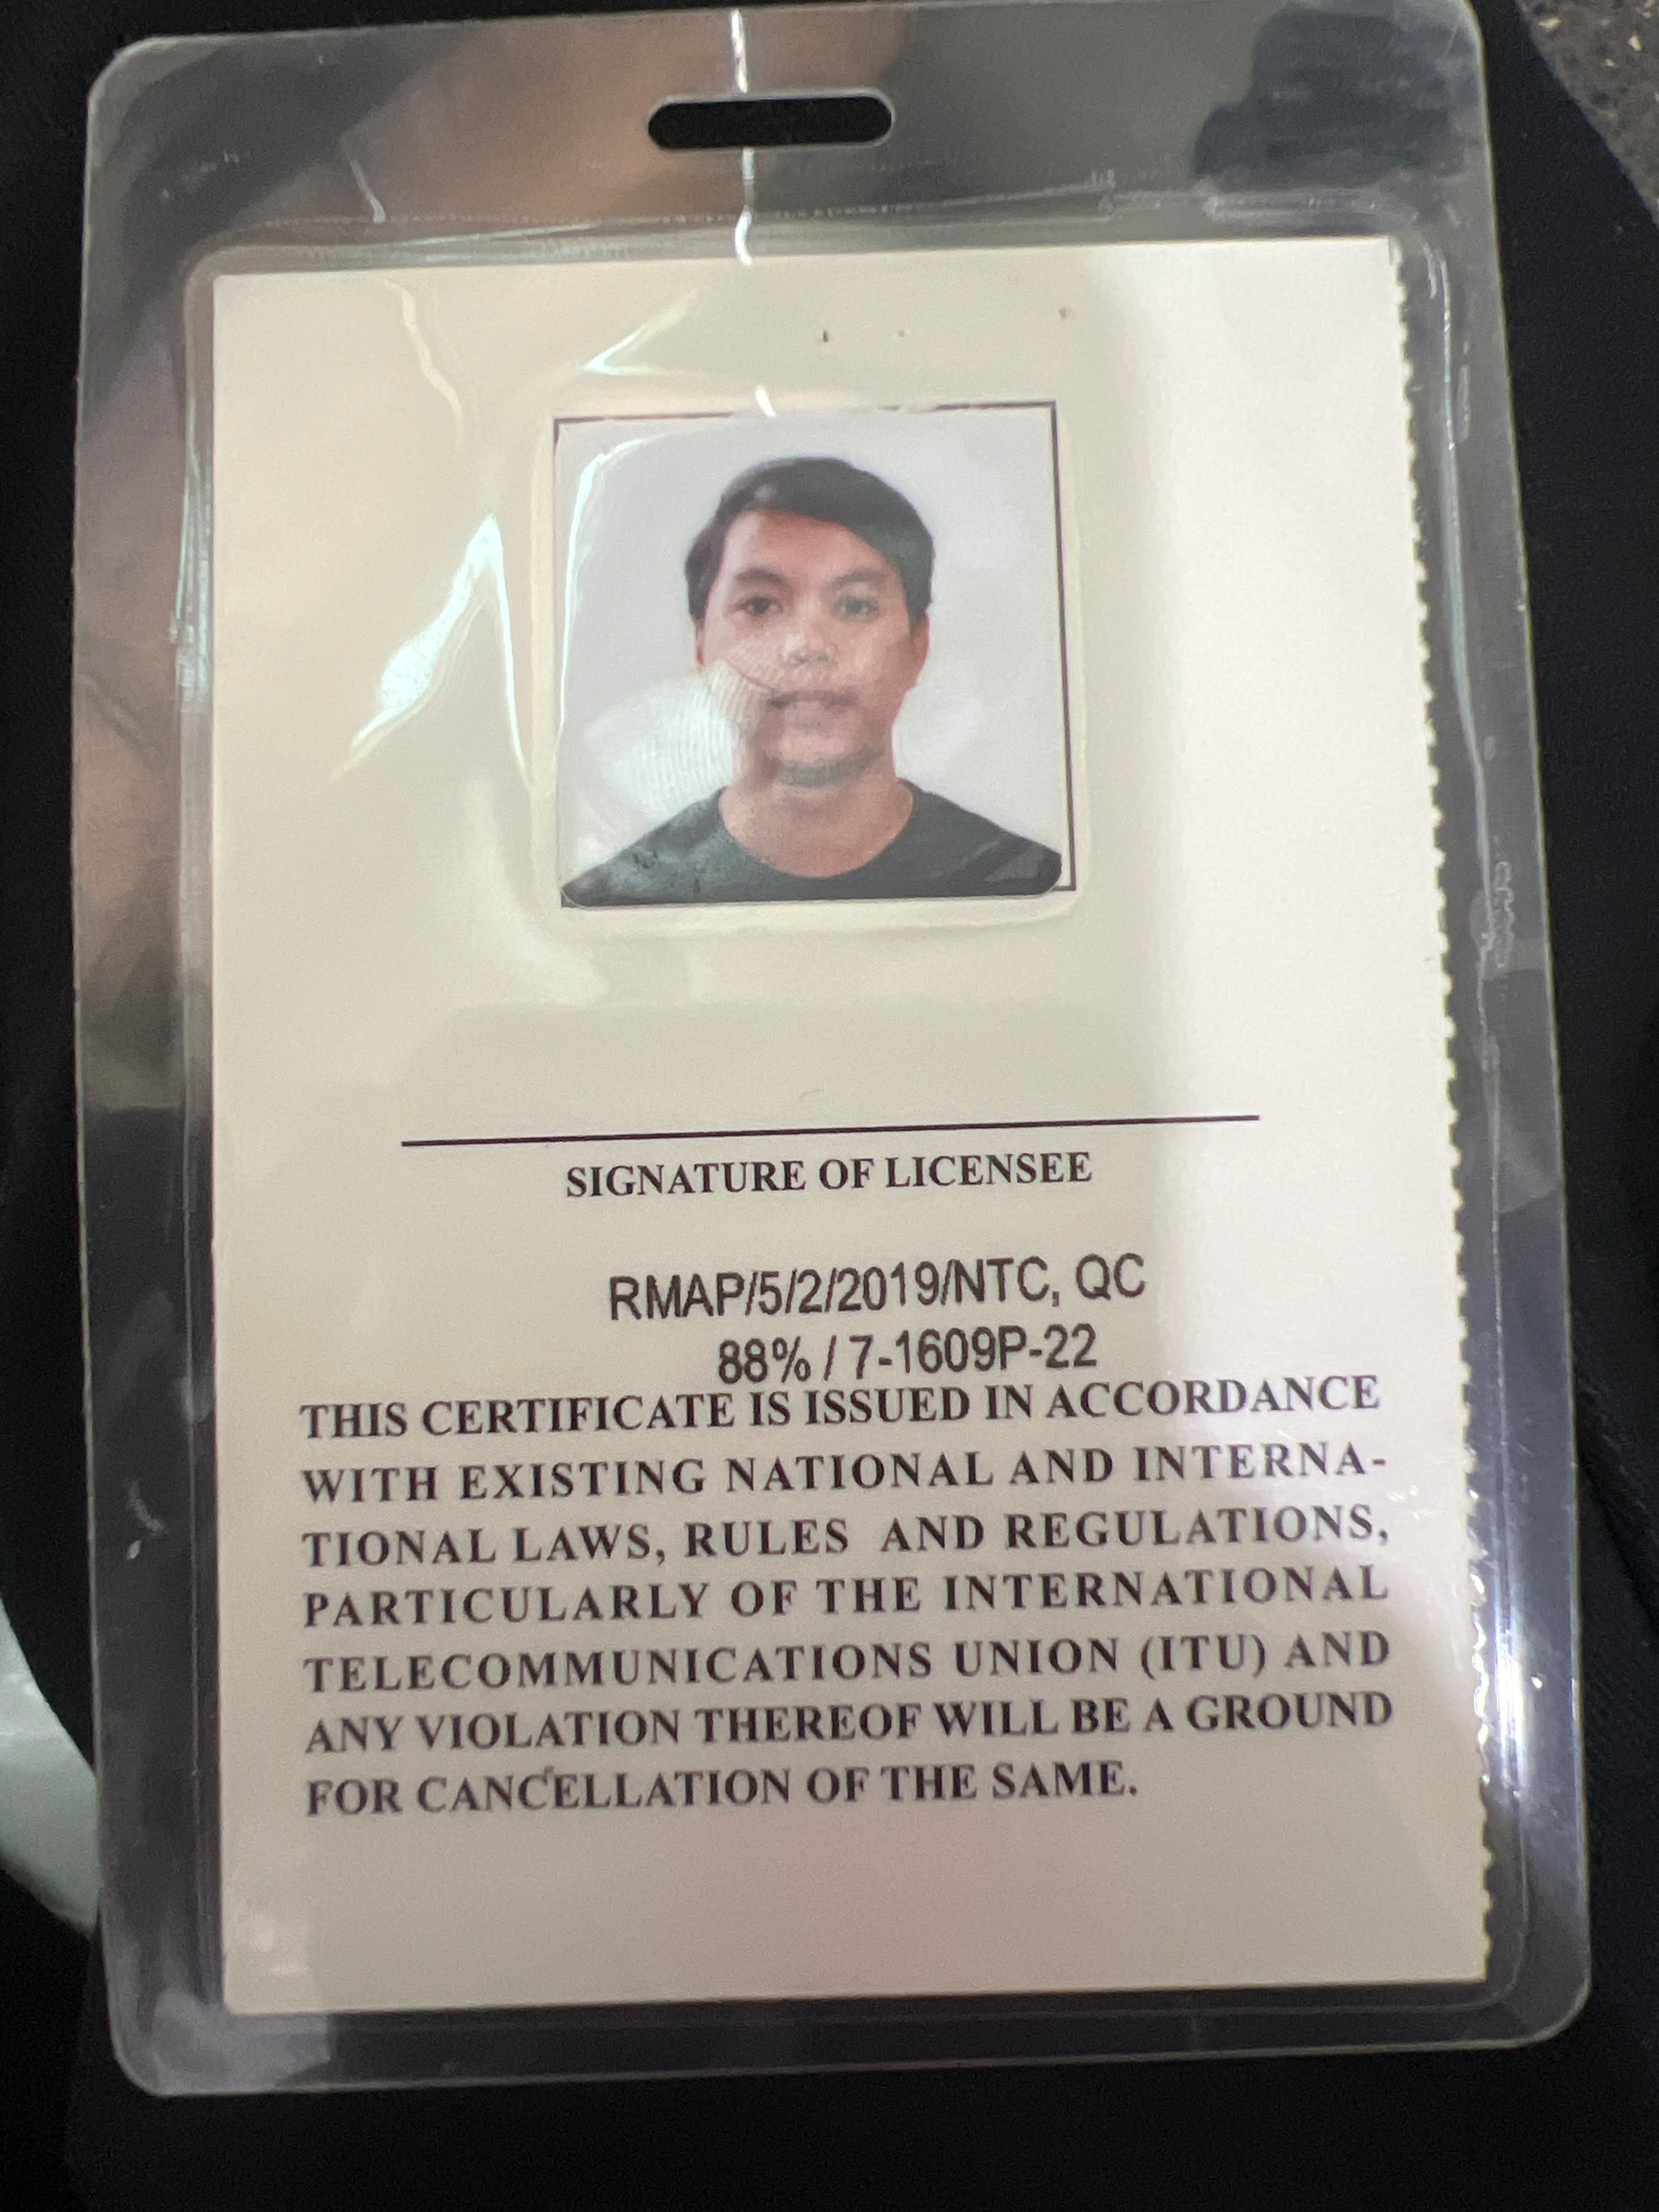 SIGNATURE OF LICENSEE
RMAP/5/2/2019/NTC, QC
88% / 7-1609P-22
THIS CERTIFICATE IS ISSUED IN ACCORDANCE
WITH EXISTING NATIONAL AND INTERNA-
TIONAL LAWS, RULES AND REGULATIONS,
PARTICULARLY OF THE INTERNATIONAL
TELECOMMUNICATIONS UNION (ITU) AND
ANY VIOLATION THEREOF WILL BE A GROUND
FOR CANCELLATION OF THE SAME.